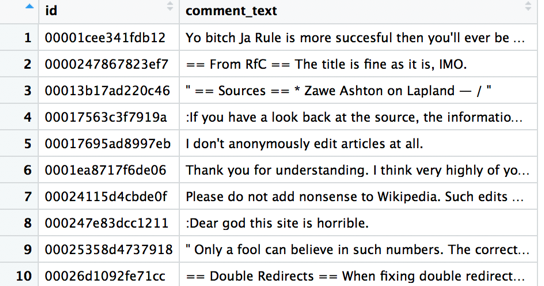 id comment_text
1 00001cee341fdb12 Yo bitch Ja Rule is more succesful then you'll ever be ...
2 0000247867823ef7 == From RfC == The title is fine as it is, IMO.
3 00013b17ad220c46 " == Sources == * Zawe Ashton on Lapland — / "
4 00017563c3f7919a :If you have a look back at the source, the informatio...
5 00017695ad8997eb I don't anonymously edit articles at all.
6 0001ea8717f6de06 Thank you for understanding. I think very highly of yo...
7 00024115d4cbde0f Please do not add nonsense to Wikipedia. Such edits ...
8 000247e83dcc1211 :Dear god this site is horrible.
9 00025358d4737918 " Only a fool can believe in such numbers. The correct...
10 00026d1092fe71cc == Double Redirects == When fixing double redirect...